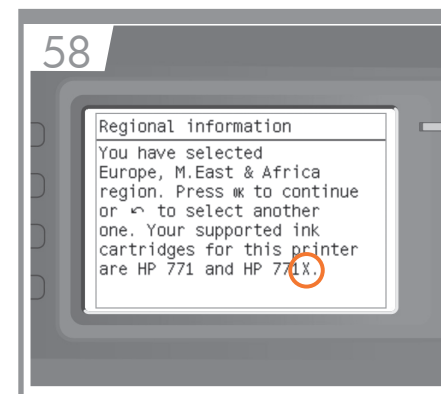 58
Regional information
You have selected
Europe, M.East & Africa
region. Press OK to continue
or ↶ to select another
one. Your supported ink
cartridges for this printer
are HP 771 and HP 771X.